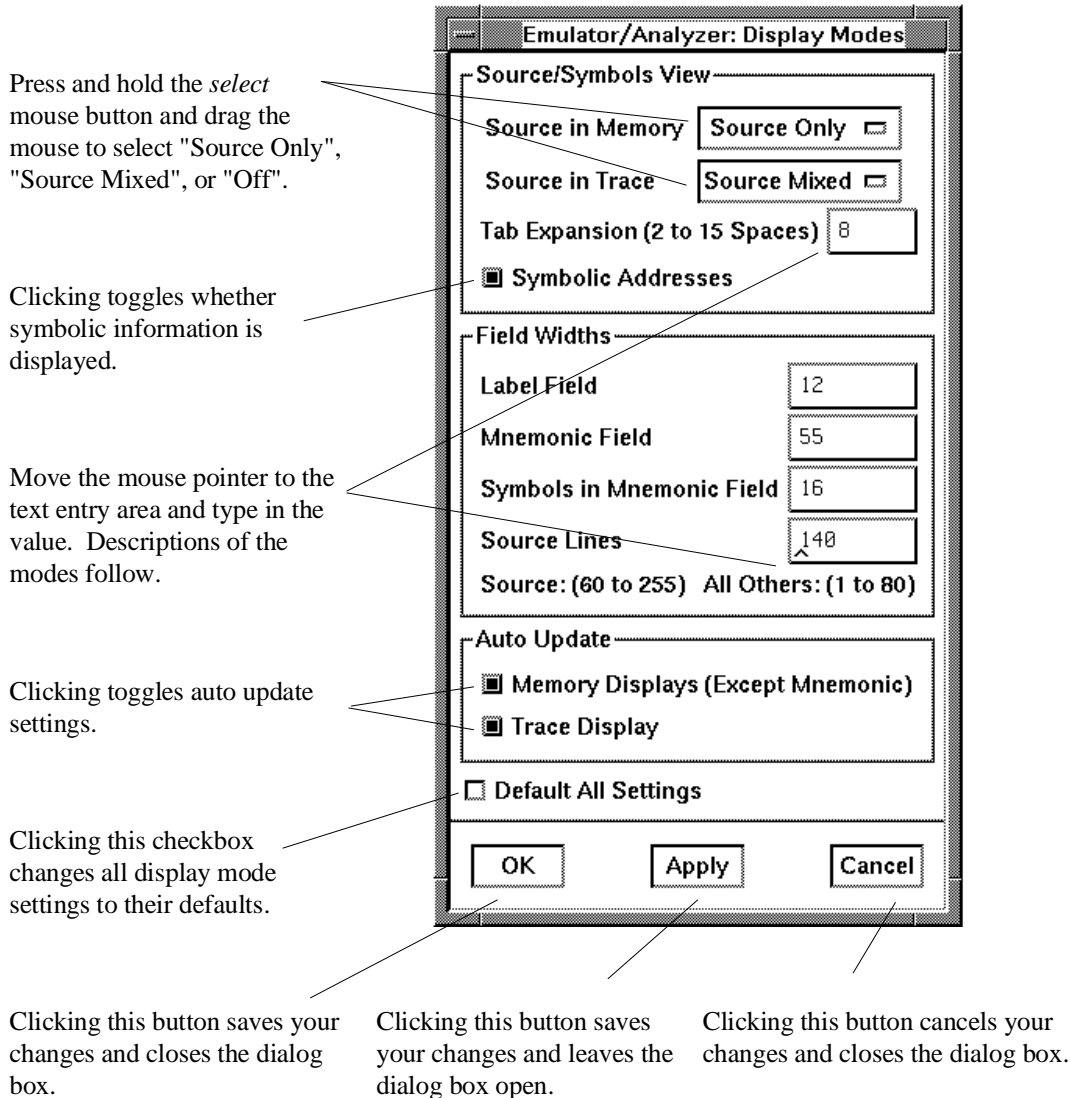 Emulator/Analyzer: Display Modes
Press and hold the select
mouse button and drag the
mouse to select "Source Only",
"Source Mixed", or "Off".
Source/Symbols View
Source in Memory Source Only
Source in Trace Source Mixed
Tab Expansion (2 to 15 Spaces) 8
Symbolic Addresses
Clicking toggles whether
symbolic information is
displayed.
Field Widths
Label Field 12
Mnemonic Field 55
Symbols in Mnemonic Field 16
Source Lines 140
Source: (60 to 255) All Others: (1 to 80)
Move the mouse pointer to the
text entry area and type in the
value. Descriptions of the
modes follow.
Auto Update
Memory Displays (Except Mnemonic)
Trace Display
Clicking toggles auto update
settings.
Default All Settings
Clicking this checkbox
changes all display mode
settings to their defaults.
OK Apply Cancel
Clicking this button saves your
changes and closes the dialog
box.
Clicking this button saves
your changes and leaves the
dialog box open.
Clicking this button cancels your
changes and closes the dialog box.